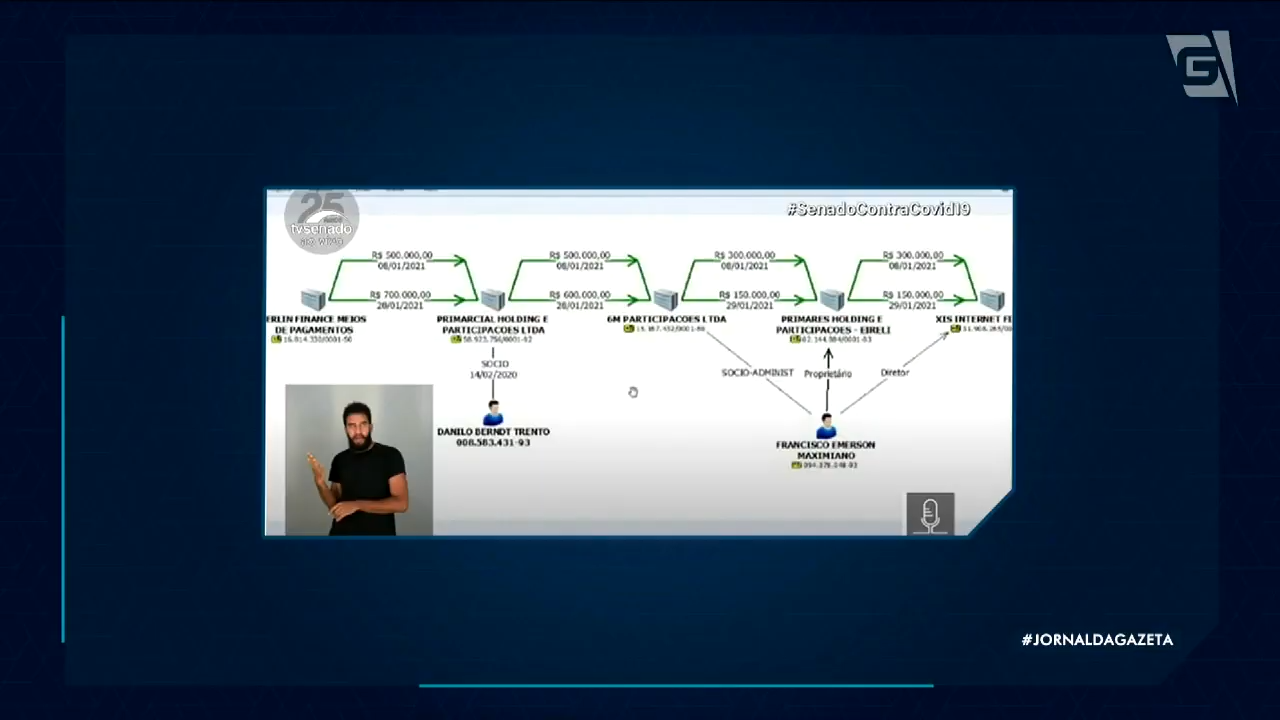 25
tvsenado
AO VIVO
#SenadoContraCovid19
R$ 500.000,00
08/01/2021
R$ 500.000,00
08/01/2021
R$ 300.000,00
08/01/2021
R$ 300.000,00
08/01/2021
R$ 700.000,00
28/01/2021
R$ 600.000,00
28/01/2021
R$ 150.000,00
29/01/2021
R$ 150.000,00
29/01/2021
ERLIN FINANCE MEIOS
DE PAGAMENTOS
PRIMARCIAL HOLDING E
PARTICIPACOES LTDA
6M PARTICIPACOES LTDA
PRIMARES HOLDING E
PARTICIPACOES - EIRELI
XIS INTERNET FI
SOCIO
14/02/2020
SOCIO-ADMINIST
Proprietário
Diretor
DANILO BERNDT TRENTO
FRANCISCO EMERSON
MAXIMIANO
#JORNALDAGAZETA